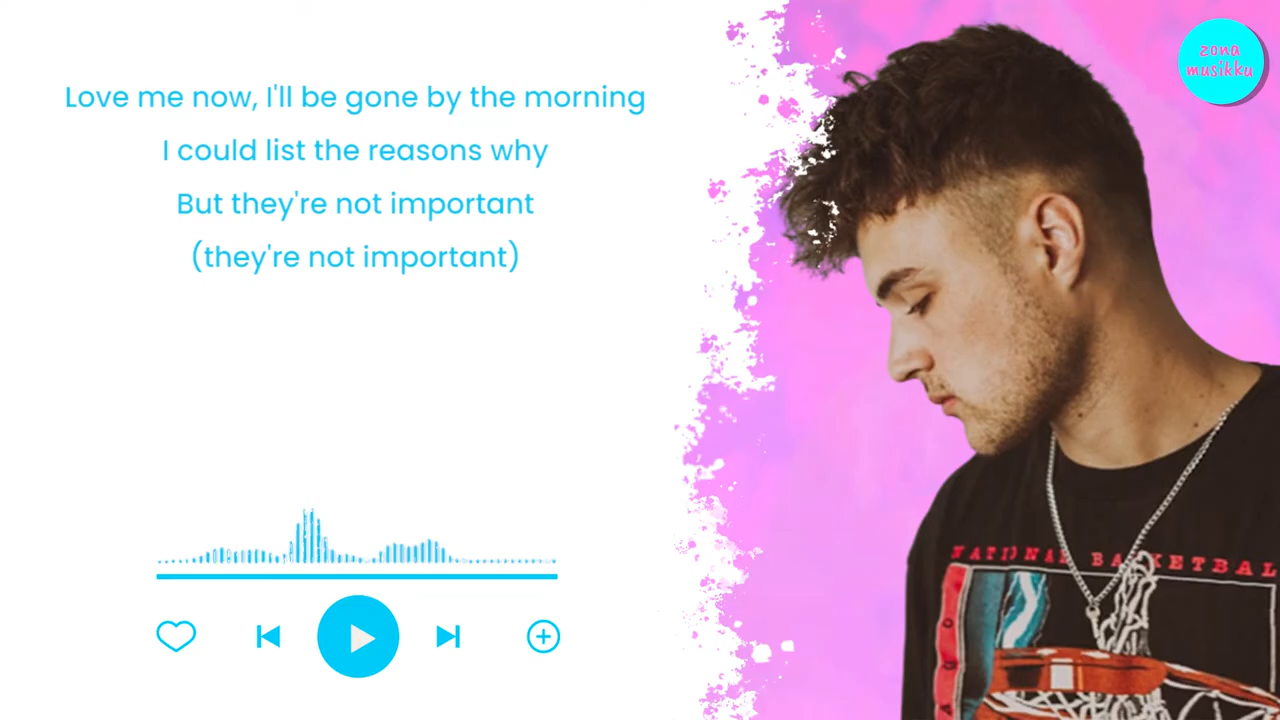 Love me now, I'll be gone by the morning
I could list the reasons why
But they're not important
(they're not important)
zona
musikku
NATIONAL BASKETBAL